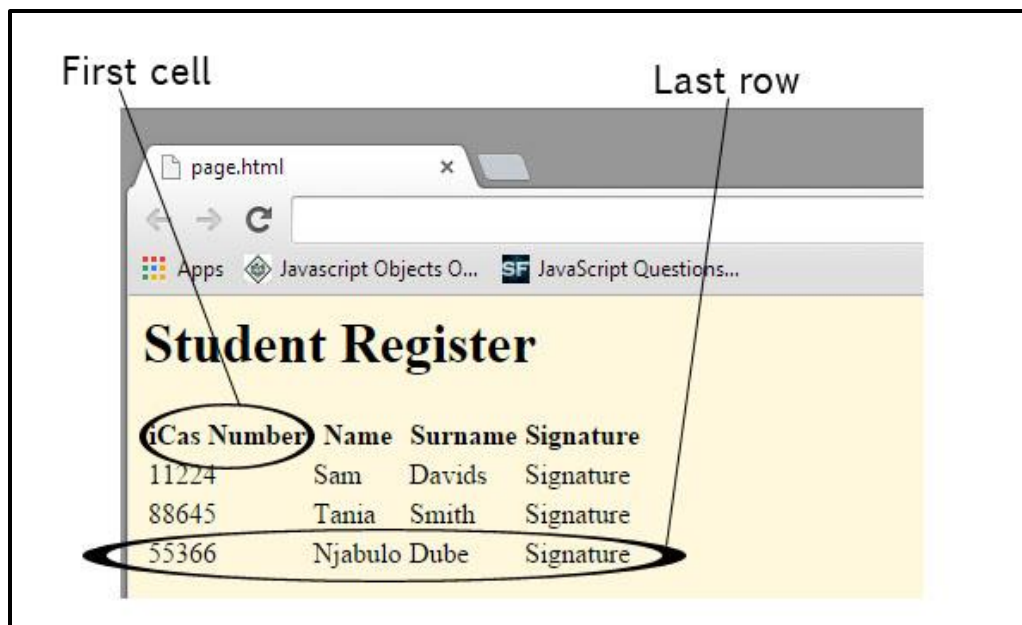 First cell
Last row
page.html ×
Apps Javascript Objects O... SF JavaScript Questions...
Student Register
iCas Number Name Surname Signature
11224 Sam Davids Signature
88645 Tania Smith Signature
55366 Njabulo Dube Signature